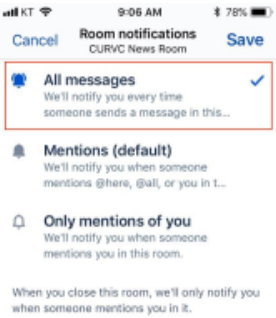 KT 9:06 AM 78%
Cancel Room notifications Save
CURVC News Room
All messages
We'll notify you every time
someone sends a message in this...
Mentions (default)
We'll notify you when someone
mentions @here, @all, or you in t...
Only mentions of you
We'll notify you when someone
mentions you in this room.
When you close this room, we'll only notify you
when someone mentions you in it.